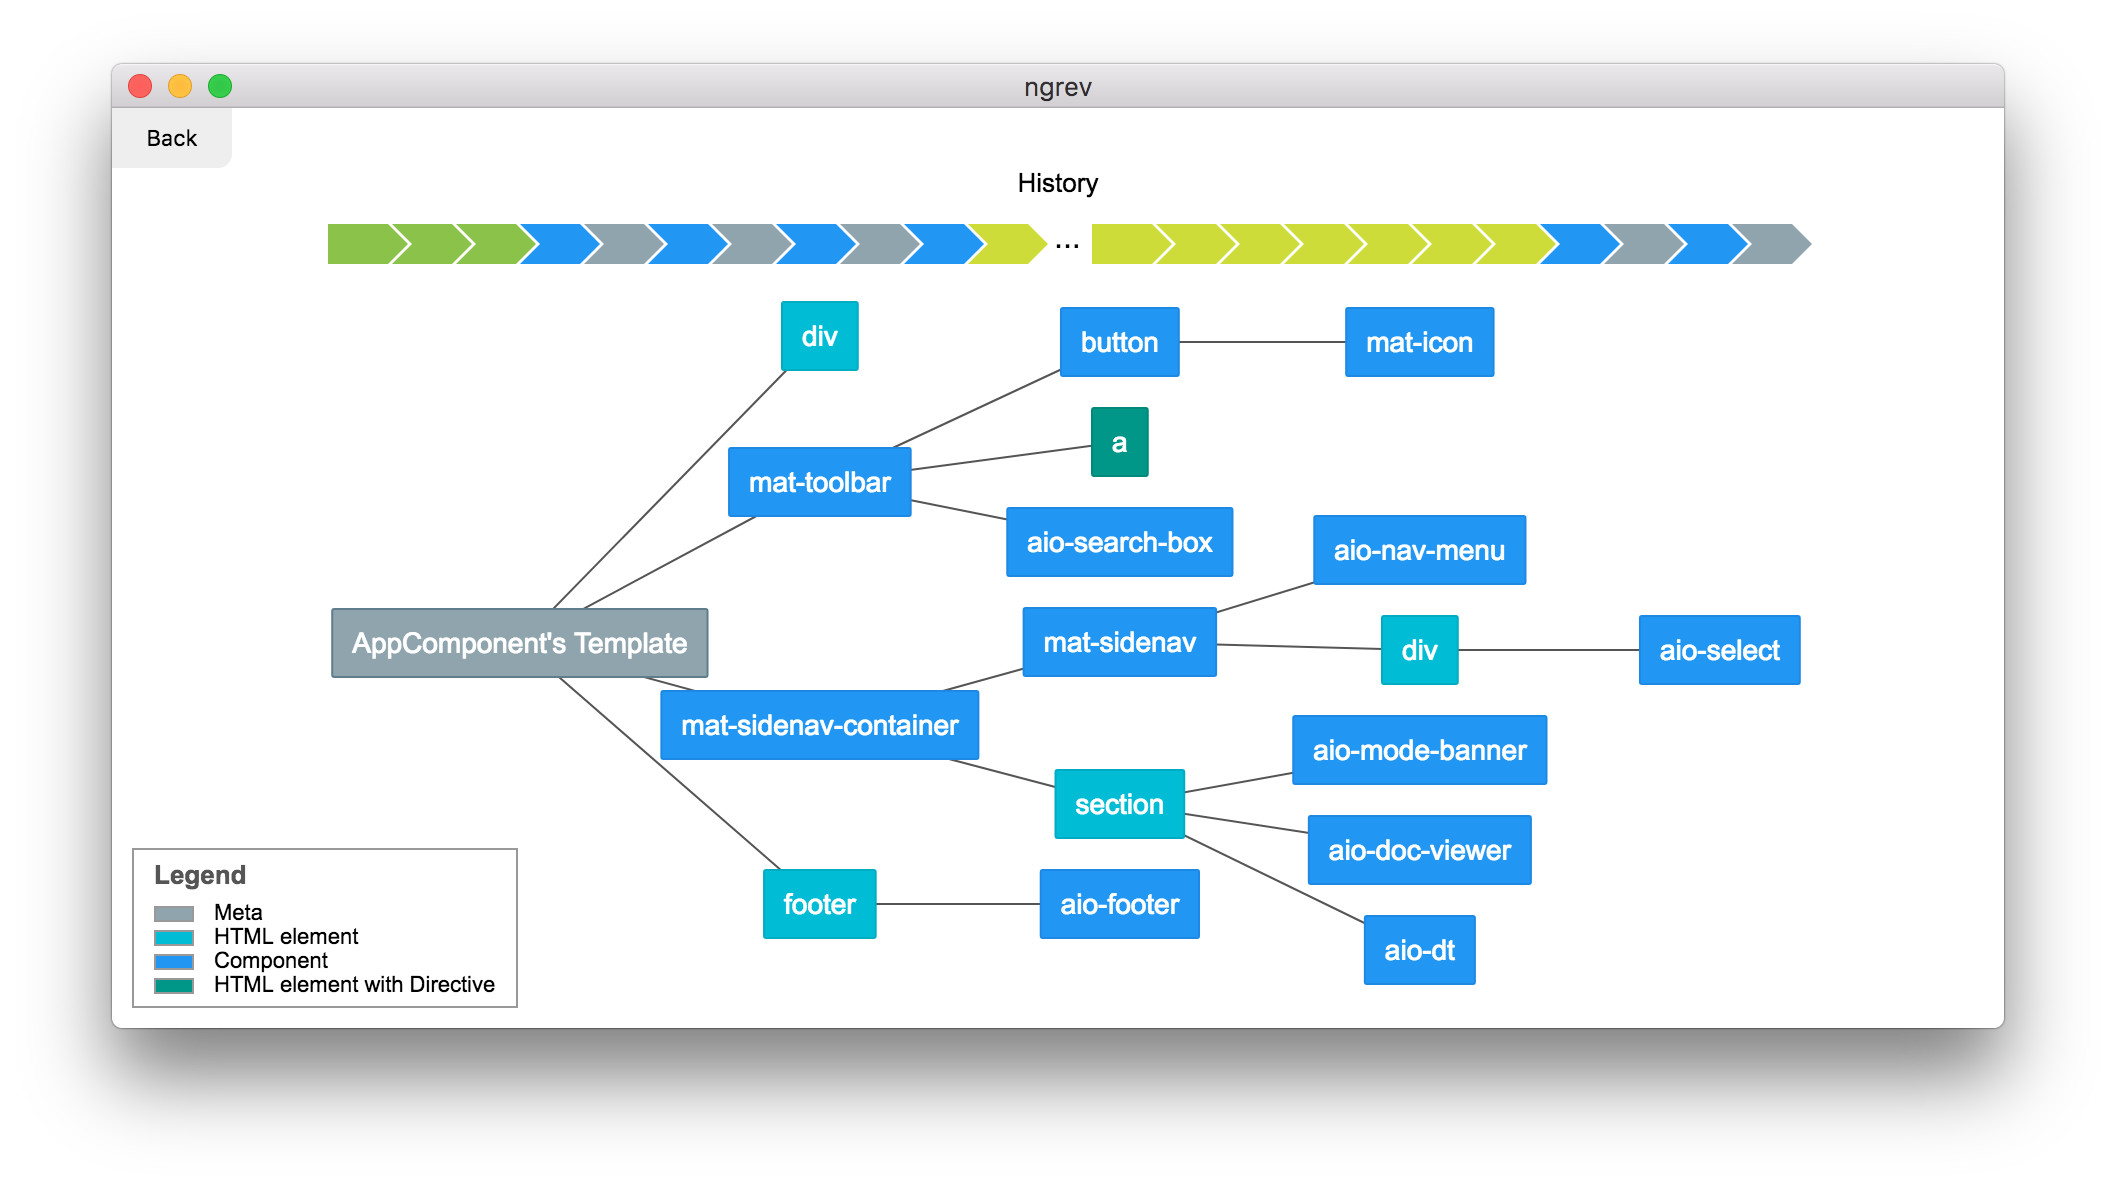 ngrev
Back
History
...
div
button
mat-icon
a
mat-toolbar
aio-search-box
aio-nav-menu
AppComponent's Template
mat-sidenav
div
aio-select
mat-sidenav-container
aio-mode-banner
section
aio-doc-viewer
footer
aio-footer
aio-dt
Legend
Meta
HTML element
Component
HTML element with Directive